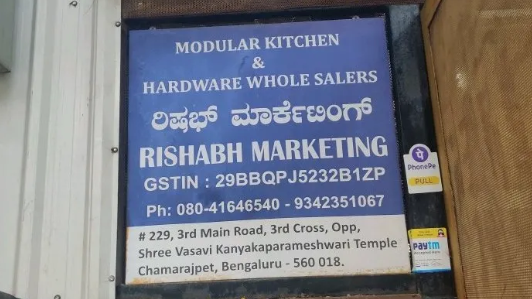 MODULAR KITCHEN
&
HARDWARE WHOLE SALERS
ರಿಷಭ್ ಮಾರ್ಕೆಟಿಂಗ್
RISHABH MARKETING
GSTIN : 29BBQPJ5232B1ZP
Ph: 080-41646540 - 9342351067
# 229, 3rd Main Road, 3rd Cross, Opp,
Shree Vasavi Kanyakaparameshwari Temple
Chamarajpet, Bengaluru - 560 018.
पे
PhonePe
PULL
paytm